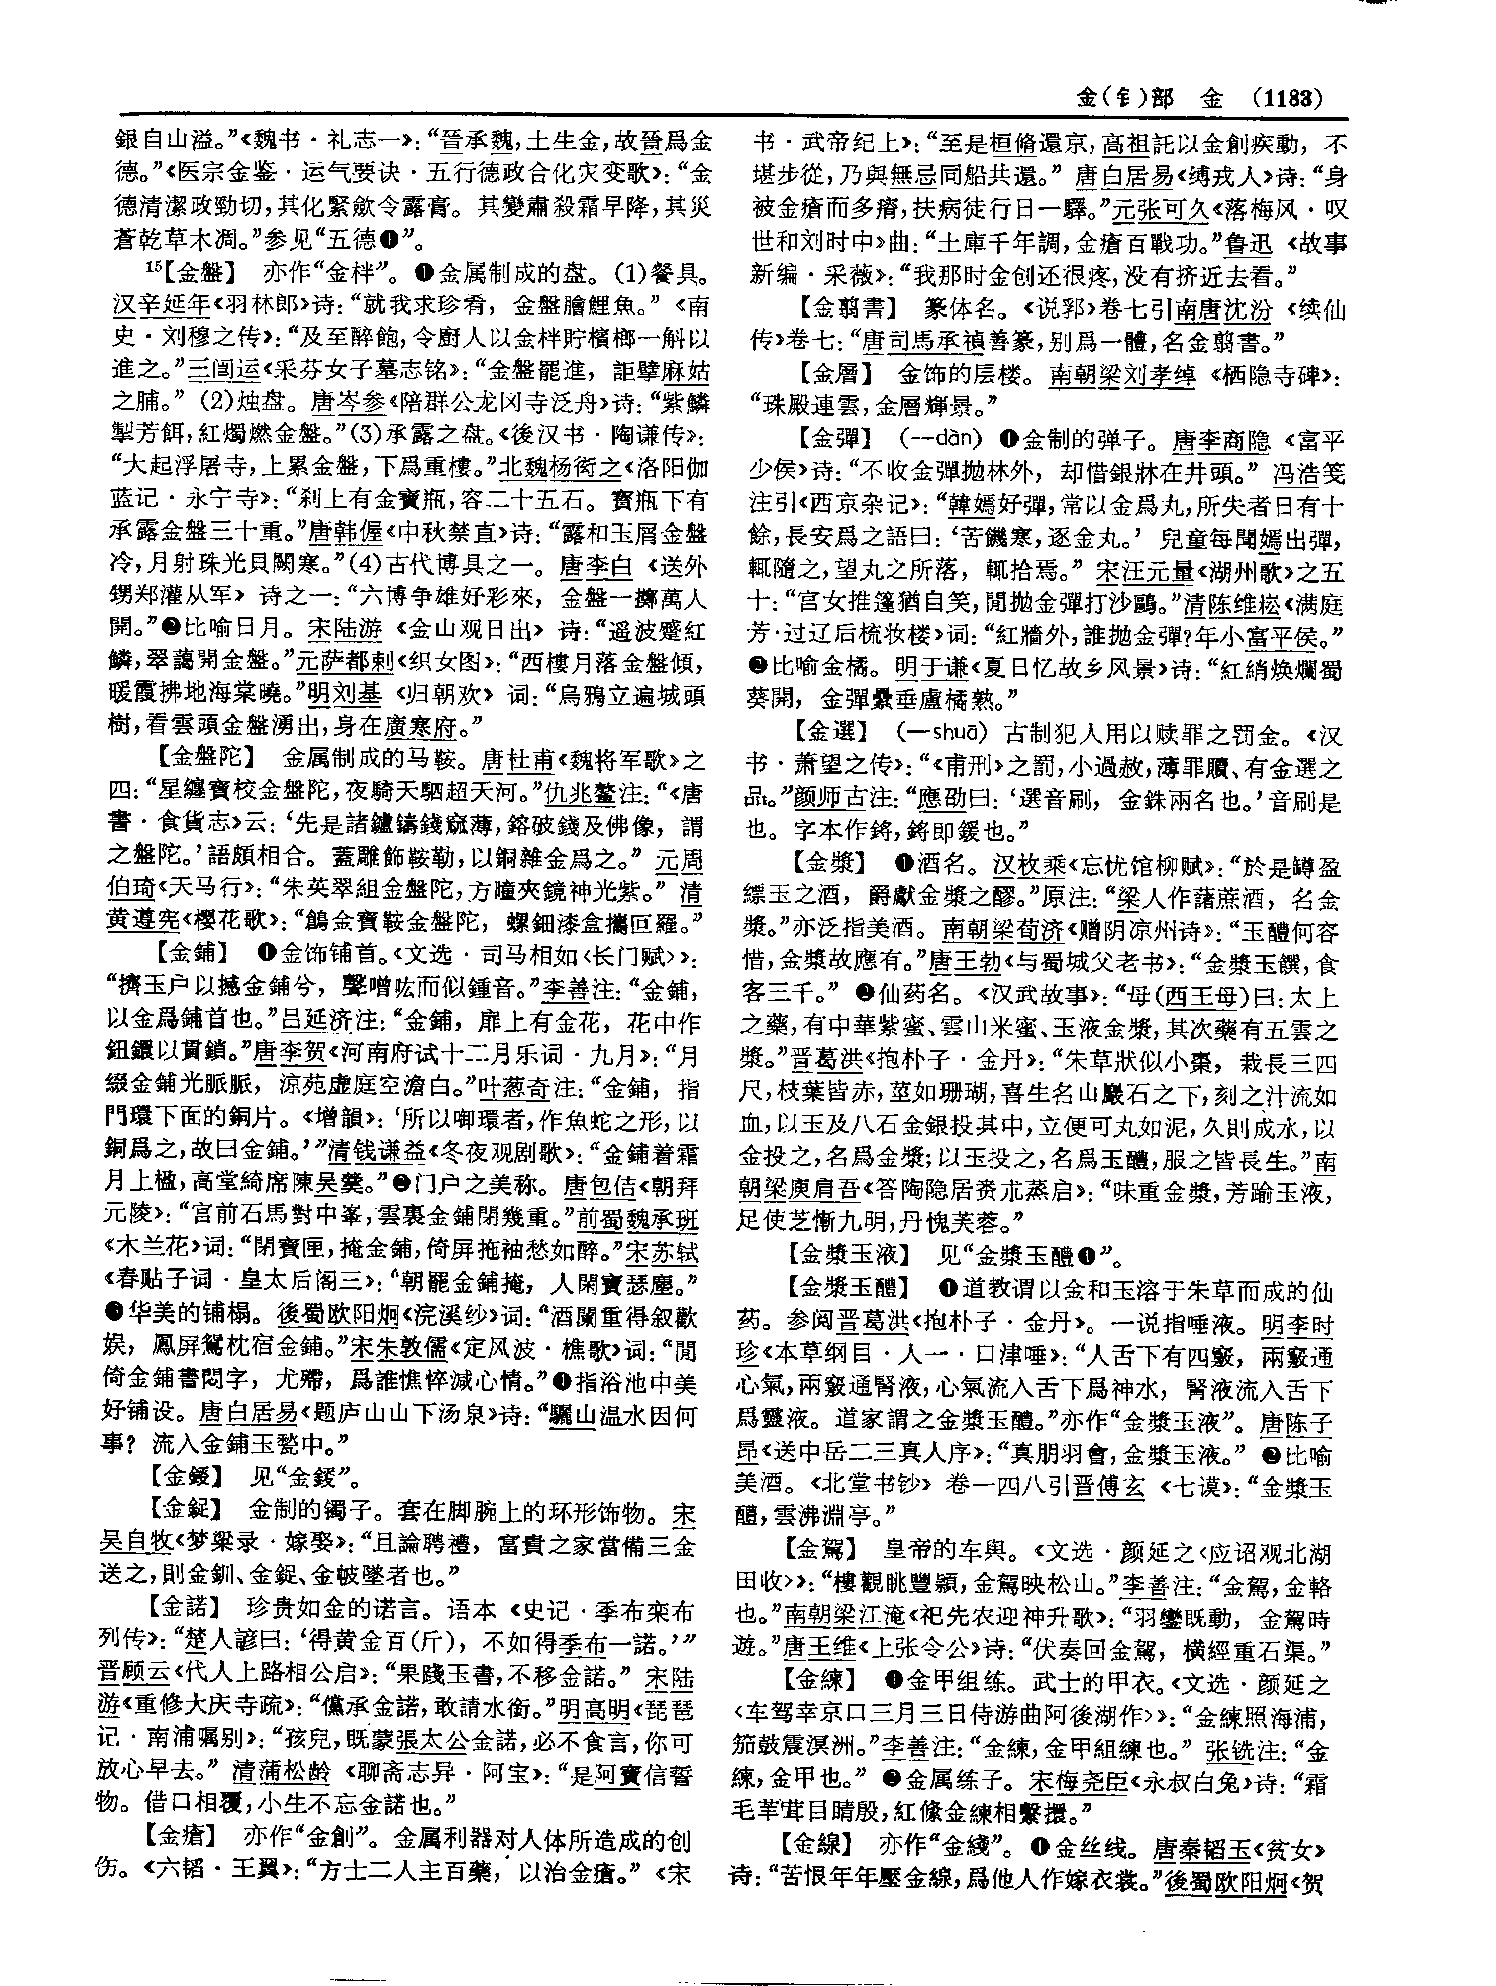 金(钅)部　金　(1183)
銀自山溢。”《魏书·礼志一》：“晉承魏，土生金，故晉爲金
德。”《医宗金鉴·运气要诀·五行德政合化灾变歌》：“金
德清潔政勁切，其化緊斂令露膏。其變肅殺霜早降，其災
蒼乾草木凋。”参见“五德❶”。
15【金盤】　亦作“金柈”。❶金属制成的盘。(1)餐具。
汉辛延年《羽林郎》诗：“就我求珍肴，金盤膾鯉魚。”《南
史·刘穆之传》：“及至醉飽，令廚人以金柈貯檳榔一斛以
進之。”三闿运《采芬女子墓志铭》：“金盤罷進，詎擘麻姑
之脯。”(2)烛盘。唐岑参《陪群公龙冈寺泛舟》诗：“紫鱗
掣芳餌，紅燭燃金盤。”(3)承露之盘。《後汉书·陶谦传》：
“大起浮屠寺，上累金盤，下爲重樓。”北魏杨衒之《洛阳伽
蓝记·永宁寺》：“刹上有金寶瓶，容二十五石。寶瓶下有
承露金盤三十重。”唐韩偓《中秋禁直》诗：“露和玉屑金盤
冷，月射珠光貝闕寒。”(4)古代博具之一。唐李白《送外
甥郑灌从军》诗之一：“六博争雄好彩來，金盤一擲萬人
開。”❷比喻日月。宋陆游《金山观日出》诗：“遥波蹙紅
鱗，翠藹開金盤。”元萨都剌《织女图》：“西樓月落金盤傾，
暖霞拂地海棠曉。”明刘基《归朝欢》词：“烏鴉立遍城頭
樹，看雲頭金盤湧出，身在廣寒府。”
【金盤陀】　金属制成的马鞍。唐杜甫《魏将军歌》之
四：“星纏寶校金盤陀，夜騎天駟超天河。”仇兆鳌注：“《唐
書·食貨志》云：‘先是諸鑪鑄錢窳薄，鎔破錢及佛像，謂
之盤陀。’語頗相合。蓋雕飾鞍勒，以銅雜金爲之。”元周
伯琦《天马行》：“朱英翠組金盤陀，方瞳夾鏡神光紫。”清
黄遵宪《樱花歌》：“鵒金寶鞍金盤陀，螺鈿漆盒攜叵羅。”
【金鋪】　❶金饰铺首。《文选·司马相如〈长门赋〉》：
“擠玉户以撼金鋪兮，聲噌吰而似鍾音。”李善注：“金鋪，
以金爲鋪首也。”吕延济注：“金鋪，扉上有金花，花中作
鈕鐶以貫鎖。”唐李贺《河南府试十二月乐词·九月》：“月
綴金鋪光脈脈，涼苑虚庭空澹白。”叶葱奇注：“金鋪，指
門環下面的銅片。《增韻》：‘所以啣環者，作魚蛇之形，以
銅爲之，故曰金鋪。’”清钱谦益《冬夜观剧歌》：“金鋪着霜
月上楹，高堂綺席陳吴羹。”❷门户之美称。唐包佶《朝拜
元陵》：“宫前石馬對中峯，雲裏金鋪閉幾重。”前蜀魏承班
《木兰花》词：“閉寶匣，掩金鋪，倚屏拖袖愁如醉。”宋苏轼
《春贴子词·皇太后阁三》：“朝罷金鋪掩，人閑寶瑟塵。”
❸华美的铺榻。後蜀欧阳炯《浣溪纱》词：“酒闌重得叙歡
娱，鳳屏鴛枕宿金鋪。”宋朱敦儒《定风波·樵歌》词：“閒
倚金鋪書悶字，尤殢，爲誰憔悴減心情。”❹指浴池中美
好铺设。唐白居易《题庐山山下汤泉》诗：“驪山温水因何
事？流入金鋪玉甃中。”
【金鍐】　见“金鋄”。
【金鋜】　金制的镯子。套在脚腕上的环形饰物。宋
吴自牧《梦粱录·嫁娶》：“且論聘禮，富貴之家當備三金
送之，則金釧、金鋜、金帔墜者也。”
【金諾】　珍贵如金的诺言。语本《史记·季布栾布
列传》：“楚人諺曰：‘得黄金百(斤)，不如得季布一諾。’”
晋顾云《代人上路相公启》：“果踐玉書，不移金諾。”宋陆
游《重修大庆寺疏》：“儻承金諾，敢請水銜。”明高明《琵琶
记·南浦嘱别》：“孩兒，既蒙張太公金諾，必不食言，你可
放心早去。”清蒲松龄《聊斋志异·阿宝》：“是阿寶信誓
物。借口相覆，小生不忘金諾也。”
【金瘡】　亦作“金創”。金属利器对人体所造成的创
伤。《六韬·王翼》：“方士二人主百藥，以治金瘡。”《宋
书·武帝纪上》：“至是桓脩還京，高祖託以金創疾動，不
堪步從，乃與無忌同船共還。”唐白居易《缚戎人》诗：“身
被金瘡面多瘠，扶病徒行日一驛。”元张可久《落梅风·叹
世和刘时中》曲：“土庫千年調，金瘡百戰功。”鲁迅《故事
新编·采薇》：“我那时金创还很疼，没有挤近去看。”
【金翦書】　篆体名。《说郛》卷七引南唐沈汾《续仙
传》卷七：“唐司馬承禎善篆，别爲一體，名金翦書。”
【金層】　金饰的层楼。南朝梁刘孝绰《栖隐寺碑》：
“珠殿連雲，金層輝景。”
【金彈】　(—dàn)　❶金制的弹子。唐李商隐《富平
少侯》诗：“不收金彈抛林外，却惜銀牀在井頭。”冯浩笺
注引《西京杂记》：“韓嫣好彈，常以金爲丸，所失者日有十
餘，長安爲之語曰：‘苦饑寒，逐金丸。’兒童每聞嫣出彈，
輒隨之，望丸之所落，輒拾焉。”宋汪元量《湖州歌》之五
十：“宫女推篷猶自笑，閒抛金彈打沙鷗。”清陈维崧《满庭
芳·过辽后梳妆楼》词：“紅牆外，誰抛金彈？年小富平侯。”
❷比喻金橘。明于谦《夏日忆故乡风景》诗：“紅綃焕爛蜀
葵開，金彈纍垂盧橘熟。”
【金選】　(—shuā)　古制犯人用以赎罪之罚金。《汉
书·萧望之传》：“《甫刑》之罰，小過赦，薄罪贖、有金選之
品。”颜师古注：“應劭曰：‘選音刷，金銖兩名也。’音刷是
也。字本作鋝，鋝即鍰也。”
【金漿】　❶酒名。汉枚乘《忘忧馆柳赋》：“於是罇盈
縹玉之酒，爵獻金漿之醪。”原注：“梁人作藷蔗酒，名金
漿。”亦泛指美酒。南朝梁荀济《赠阴凉州诗》：“玉醴何容
惜，金漿故應有。”唐王勃《与蜀城父老书》：“金漿玉饌，食
客三千。”❷仙药名。《汉武故事》：“母(西王母)曰：太上
之藥，有中華紫蜜、雲山米蜜、玉液金漿，其次藥有五雲之
漿。”晋葛洪《抱朴子·金丹》：“朱草狀似小棗，栽長三四
尺，枝葉皆赤，莖如珊瑚，喜生名山巖石之下，刻之汁流如
血，以玉及八石金銀投其中，立便可丸如泥，久則成水，以
金投之，名爲金漿；以玉投之，名爲玉醴，服之皆長生。”南
朝梁庾肩吾《答陶隐居赉朮蒸启》：“味重金漿，芳踰玉液，
足使芝慚九明，丹愧芙蓉。”
【金漿玉液】　见“金漿玉醴❶”。
【金漿玉醴】　❶道教谓以金和玉溶于朱草而成的仙
药。参阅晋葛洪《抱朴子·金丹》。一说指唾液。明李时
珍《本草纲目·人一·口津唾》：“人舌下有四竅，兩竅通
心氣，兩竅通腎液，心氣流入舌下爲神水，腎液流入舌下
爲靈液。道家謂之金漿玉醴。”亦作“金漿玉液”。唐陈子
昂《送中岳二三真人序》：“真朋羽會，金漿玉液。”❷比喻
美酒。《北堂书钞》卷一四八引晋傅玄《七谟》：“金漿玉
醴，雲沸淵亭。”
【金駕】　皇帝的车舆。《文选·颜延之〈应诏观北湖
田收〉》：“樓觀眺豐穎，金駕映松山。”李善注：“金駕，金輅
也。”南朝梁江淹《祀先农迎神升歌》：“羽鑾既動，金駕時
遊。”唐王维《上张令公》诗：“伏奏回金駕，横經重石渠。”
【金練】　❶金甲组练。武士的甲衣。《文选·颜延之
〈车驾幸京口三月三日侍游曲阿後湖作〉》：“金練照海浦，
笳鼓震溟洲。”李善注：“金練，金甲組練也。”张铣注：“金
練，金甲也。”❷金属练子。宋梅尧臣《永叔白兔》诗：“霜
毛茸茸目睛殷，紅絛金練相繫擐。”
【金線】　亦作“金綫”。❶金丝线。唐秦韬玉《贫女》
诗：“苦恨年年壓金線，爲他人作嫁衣裳。”後蜀欧阳炯《贺